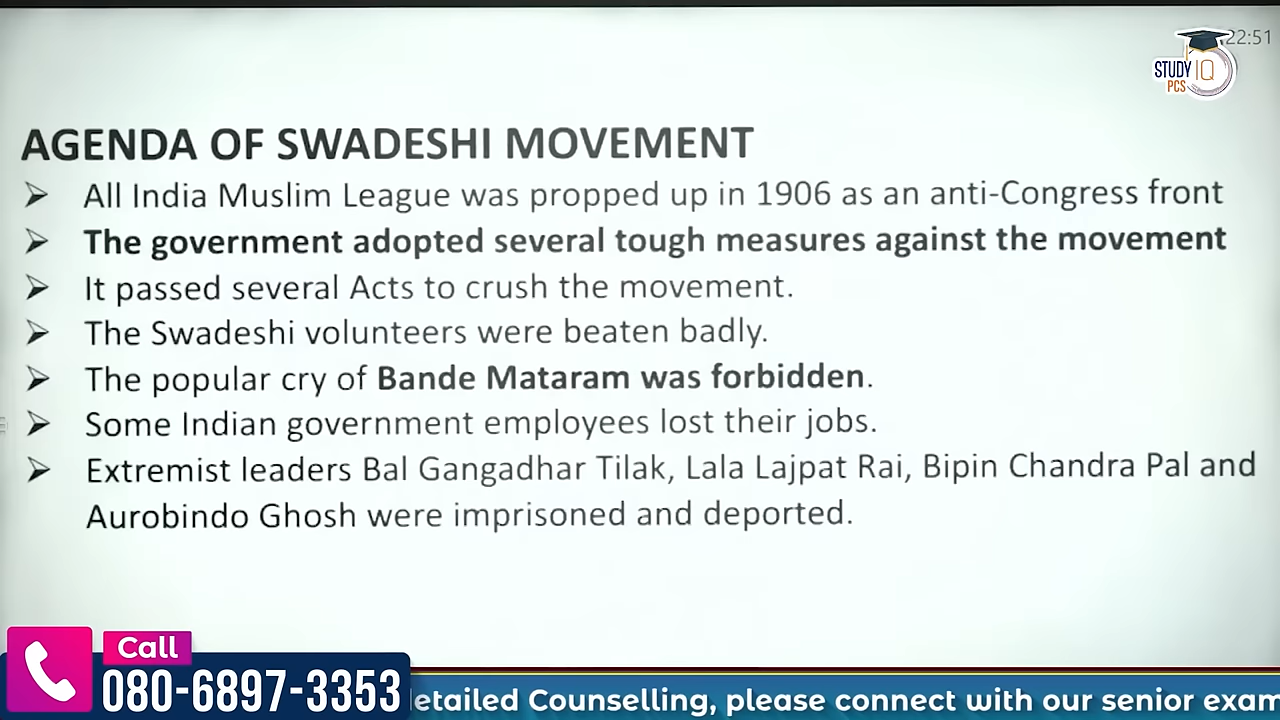 22:51
STUDY IQ
PCS
AGENDA OF SWADESHI MOVEMENT
➢ All India Muslim League was propped up in 1906 as an anti-Congress front
➢ The government adopted several tough measures against the movement
➢ It passed several Acts to crush the movement.
➢ The Swadeshi volunteers were beaten badly.
➢ The popular cry of Bande Mataram was forbidden.
➢ Some Indian government employees lost their jobs.
➢ Extremist leaders Bal Gangadhar Tilak, Lala Lajpat Rai, Bipin Chandra Pal and
Aurobindo Ghosh were imprisoned and deported.
Call
080-6897-3353
etailed Counselling, please connect with our senior exam